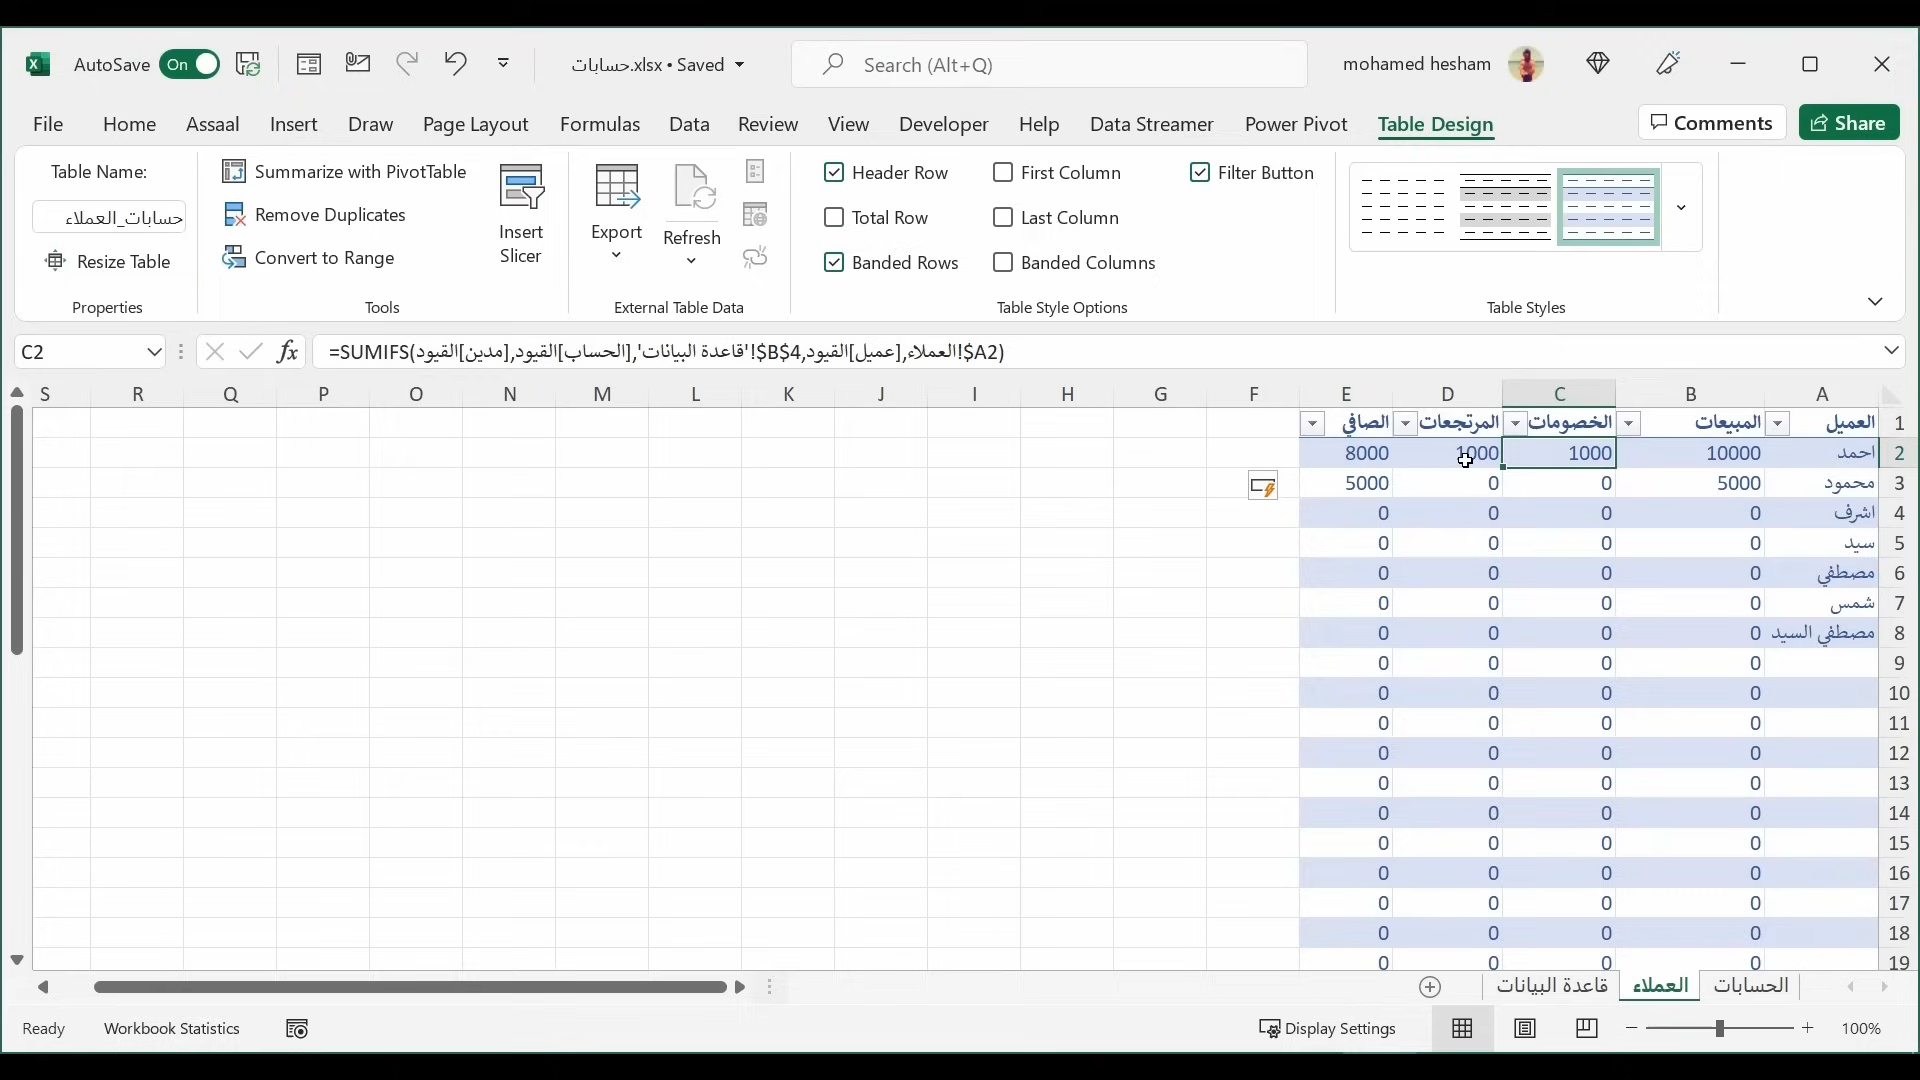 AutoSave On حسابات.xlsx • Saved Search (Alt+Q) mohamed hesham
File Home Assaal Insert Draw Page Layout Formulas Data Review View Developer Help Data Streamer Power Pivot Table Design Comments Share
Table Name:
حسابات_العملاء
Resize Table
Properties
Summarize with PivotTable
Remove Duplicates
Convert to Range
Tools
Insert Slicer
Export
Refresh
External Table Data
Header Row First Column Filter Button
Total Row Last Column
Banded Rows Banded Columns
Table Style Options
Table Styles
C2 fx =SUMIFS(القيود[مدين],القيود[الحساب],'قاعدة البيانات'!$B$4,القيود[عميل],العملاء!$A2)
S R Q P O N M L K J I H G F E D C B A
1 العميل المبيعات الخصومات المرتجعات الصافي
2 احمد 10000 1000 1000 8000
3 محمود 5000 0 0 5000
4 اشرف 0 0 0 0
5 سيد 0 0 0 0
6 مصطفي 0 0 0 0
7 شمس 0 0 0 0
8 مصطفي السيد 0 0 0 0
9 0 0 0 0
10 0 0 0 0
11 0 0 0 0
12 0 0 0 0
13 0 0 0 0
14 0 0 0 0
15 0 0 0 0
16 0 0 0 0
17 0 0 0 0
18 0 0 0 0
19 0 0 0 0
الحسابات العملاء قاعدة البيانات
Ready Workbook Statistics Display Settings 100%